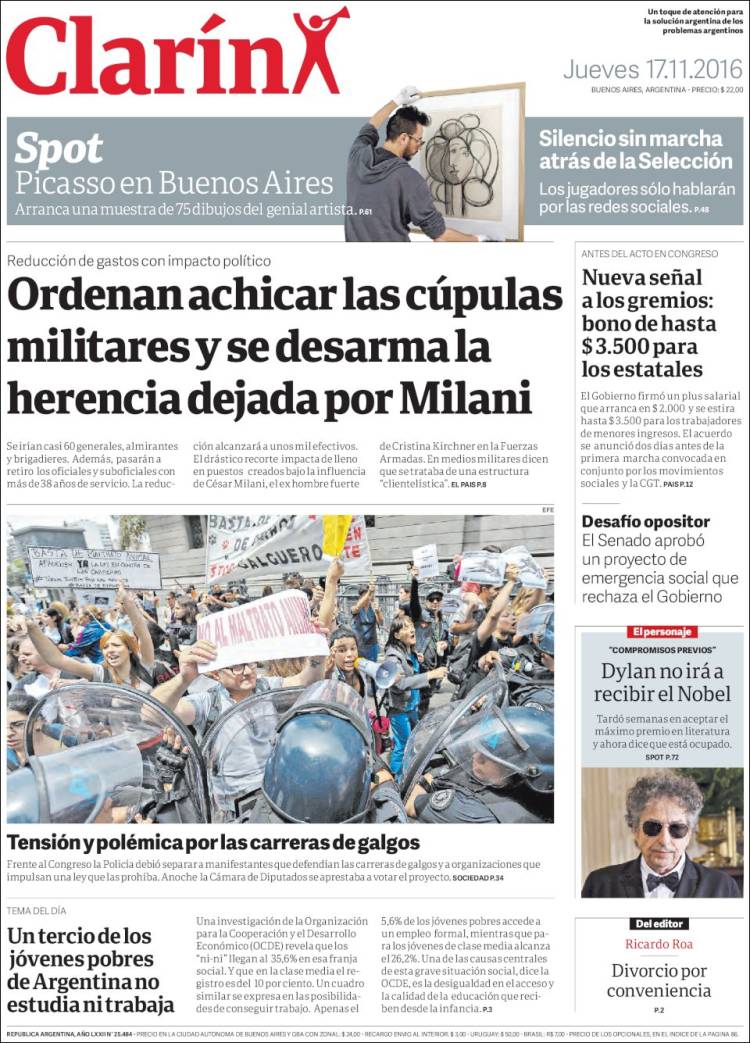 Clarín
Un toque de atención para
la solución argentina de los
problemas argentinos
Jueves 17.11.2016
BUENOS AIRES, ARGENTINA - PRECIO: $ 22,00
Spot
Picasso en Buenos Aires
Arranca una muestra de 75 dibujos del genial artista. P.61
Silencio sin marcha
atrás de la Selección
Los jugadores sólo hablarán
por las redes sociales. P.48
Reducción de gastos con impacto político
Ordenan achicar las cúpulas
militares y se desarma la
herencia dejada por Milani
Se irían casi 60 generales, almirantes
y brigadieres. Además, pasarán a
retiro los oficiales y suboficiales con
más de 38 años de servicio. La reduc-
ción alcanzará a unos mil efectivos.
El drástico recorte impacta de lleno
en puestos creados bajo la influencia
de César Milani, el ex hombre fuerte
de Cristina Kirchner en la Fuerzas
Armadas. En medios militares dicen
que se trataba de una estructura
“clientelística”. EL PAIS P.8
ANTES DEL ACTO EN CONGRESO
Nueva señal
a los gremios:
bono de hasta
$ 3.500 para
los estatales
El Gobierno firmó un plus salarial
que arranca en $ 2.000 y se estira
hasta $ 3.500 para los trabajadores
de menores ingresos. El acuerdo
se anunció dos días antes de la
primera marcha convocada en
conjunto por los movimientos
sociales y la CGT. PAIS P.12
Desafío opositor
El Senado aprobó
un proyecto de
emergencia social que
rechaza el Gobierno
EFE
BASTA DE
DE NIÑOS
GALGUERO
BASTA DE MALTRATO ANIMAL
NO AL MALTRATO ANIMAL
Tensión y polémica por las carreras de galgos
Frente al Congreso la Policía debió separar a manifestantes que defendían las carreras de galgos y a organizaciones que
impulsan una ley que las prohíba. Anoche la Cámara de Diputados se aprestaba a votar el proyecto. SOCIEDAD P.34
El personaje
“COMPROMISOS PREVIOS”
Dylan no irá a
recibir el Nobel
Tardó semanas en aceptar el
máximo premio en literatura
y ahora dice que está ocupado.
SPOT P.72
TEMA DEL DÍA
Un tercio de los
jóvenes pobres
de Argentina no
estudia ni trabaja
Una investigación de la Organización
para la Cooperación y el Desarrollo
Económico (OCDE) revela que los
“ni-ni” llegan al 35,6% en esa franja
social. Y que en la clase media el re-
gistro es del 10 por ciento. Un cuadro
similar se expresa en las posibilida-
des de conseguir trabajo. Apenas el
5,6% de los jóvenes pobres accede a
un empleo formal, mientras que pa-
ra los jóvenes de clase media alcanza
el 26,2%. Una de las causas centrales
de esta grave situación social, dice la
OCDE, es la desigualdad en el acceso y
la calidad de la educación que reci-
ben desde la infancia. P.3
Del editor
Ricardo Roa
Divorcio por
conveniencia
P.2
REPUBLICA ARGENTINA, AÑO LXXII N° 25.484 - PRECIO EN LA CIUDAD AUTONOMA DE BUENOS AIRES Y GBA CON ZONAL: $ 24,00 - RECARGO ENVIO AL INTERIOR: $ 3,00 - URUGUAY: $ 50,00 - BRASIL: R$ 7,00 - PRECIO DE LOS OPCIONALES, EN EL INDICE DE LA PAGINA 86.